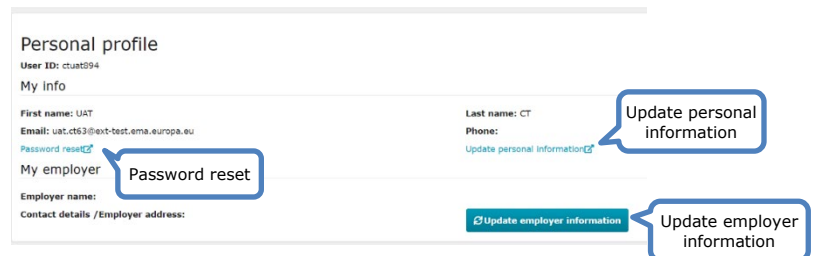 Personal profile
User ID: ctuat894
My info
First name: UAT
Last name: CT
Email: uat.ct63@ext-test.ema.europa.eu
Phone:
Password reset
Update personal information
Update personal
information
Password reset
My employer
Employer name:
Contact details /Employer address:
Update employer information
Update employer
information